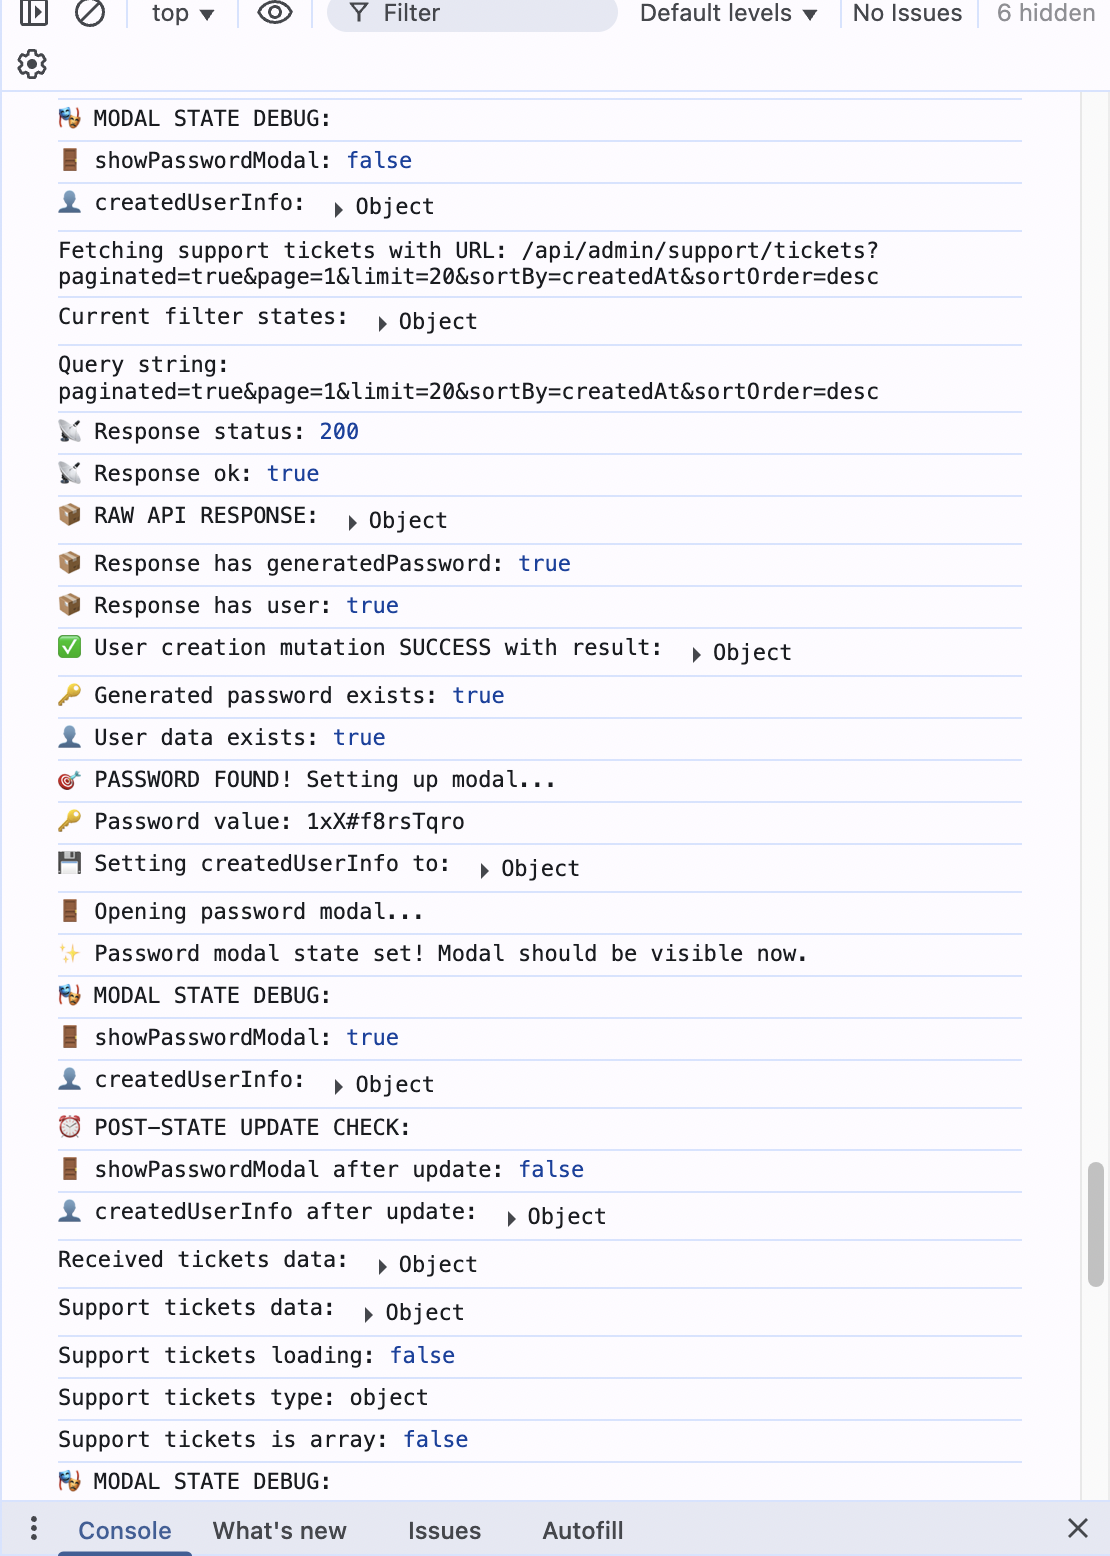 top
Filter
Default levels
No Issues
6 hidden
MODAL STATE DEBUG:
showPasswordModal: false
createdUserInfo: Object
Fetching support tickets with URL: /api/admin/support/tickets?
paginated=true&page=1&limit=20&sortBy=createdAt&sortOrder=desc
Current filter states: Object
Query string:
paginated=true&page=1&limit=20&sortBy=createdAt&sortOrder=desc
Response status: 200
Response ok: true
RAW API RESPONSE: Object
Response has generatedPassword: true
Response has user: true
User creation mutation SUCCESS with result: Object
Generated password exists: true
User data exists: true
PASSWORD FOUND! Setting up modal...
Password value: 1xX#f8rsTqro
Setting createdUserInfo to: Object
Opening password modal...
Password modal state set! Modal should be visible now.
MODAL STATE DEBUG:
showPasswordModal: true
createdUserInfo: Object
POST-STATE UPDATE CHECK:
showPasswordModal after update: false
createdUserInfo after update: Object
Received tickets data: Object
Support tickets data: Object
Support tickets loading: false
Support tickets type: object
Support tickets is array: false
MODAL STATE DEBUG:
Console
What's new
Issues
Autofill